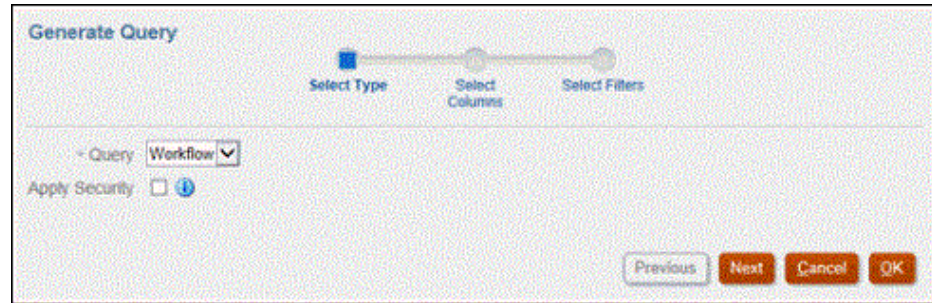 Generate Query
Select Type
Select Columns
Select Filters
* Query Workflow
Apply Security
Previous Next Cancel OK